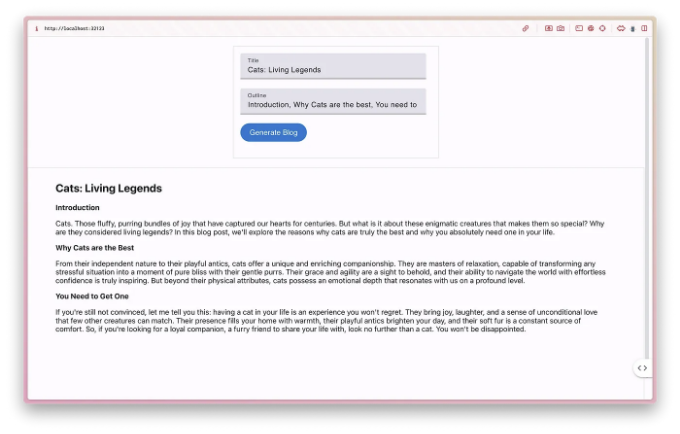 http://localhost:32123
Title
Cats: Living Legends
Outline
Introduction, Why Cats are the best, You need to
Generate Blog
Cats: Living Legends
Introduction
Cats. Those fluffy, purring bundles of joy that have captured our hearts for centuries. But what is it about these enigmatic creatures that makes them so special? Why
are they considered living legends? In this blog post, we'll explore the reasons why cats are truly the best and why you absolutely need one in your life.
Why Cats are the Best
From their independent nature to their playful antics, cats offer a unique and enriching companionship. They are masters of relaxation, capable of transforming any
stressful situation into a moment of pure bliss with their gentle purrs. Their grace and agility are a sight to behold, and their ability to navigate the world with effortless
confidence is truly inspiring. But beyond their physical attributes, cats possess an emotional depth that resonates with us on a profound level.
You Need to Get One
If you're still not convinced, let me tell you this: having a cat in your life is an experience you won't regret. They bring joy, laughter, and a sense of unconditional love
that few other creatures can match. Their presence fills your home with warmth, their playful antics brighten your day, and their soft fur is a constant source of
comfort. So, if you're looking for a loyal companion, a furry friend to share your life with, look no further than a cat. You won't be disappointed.